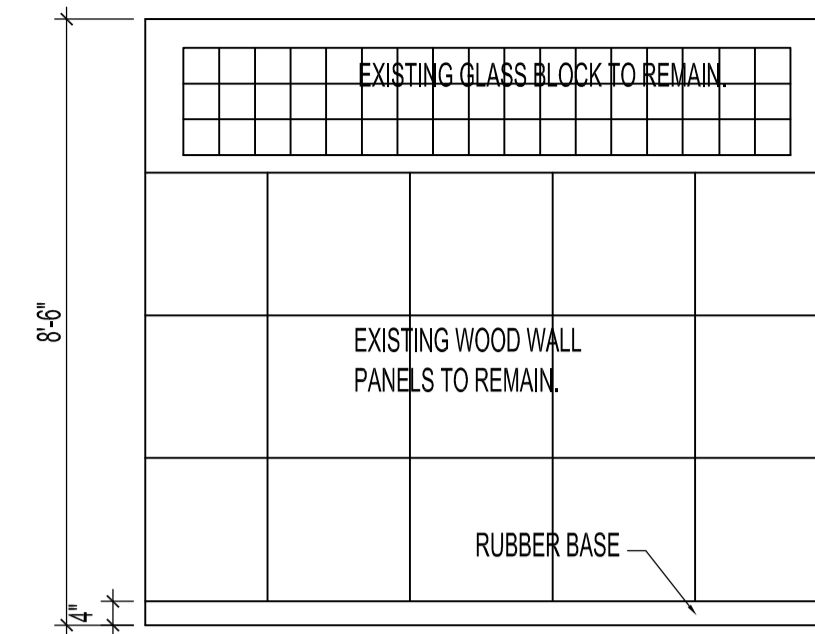 EXISTING GLASS BLOCK TO REMAIN.
8'-6"
EXISTING WOOD WALL
PANELS TO REMAIN.
RUBBER BASE
4"